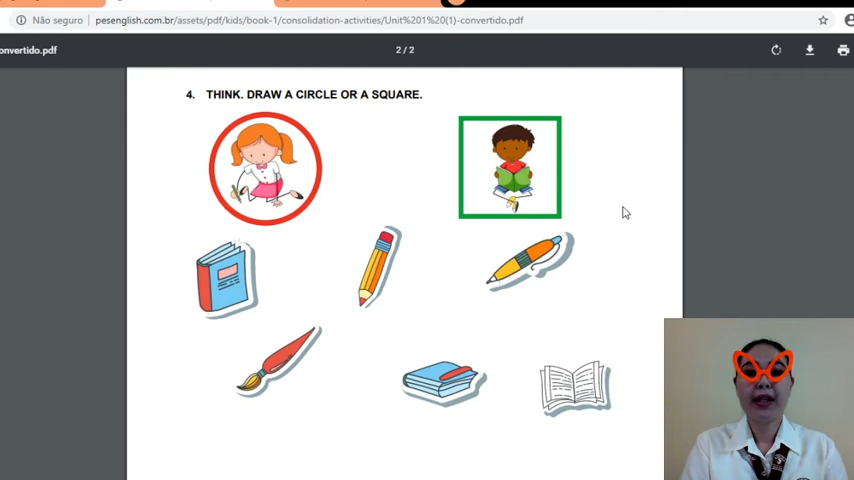 Não seguro
pesenglish.com.br/assets/pdf/kids/book-1/consolidation-activities/Unit%201%20(1)-convertido.pdf
onvertido.pdf
2/2
4. THINK. DRAW A CIRCLE OR A SQUARE.